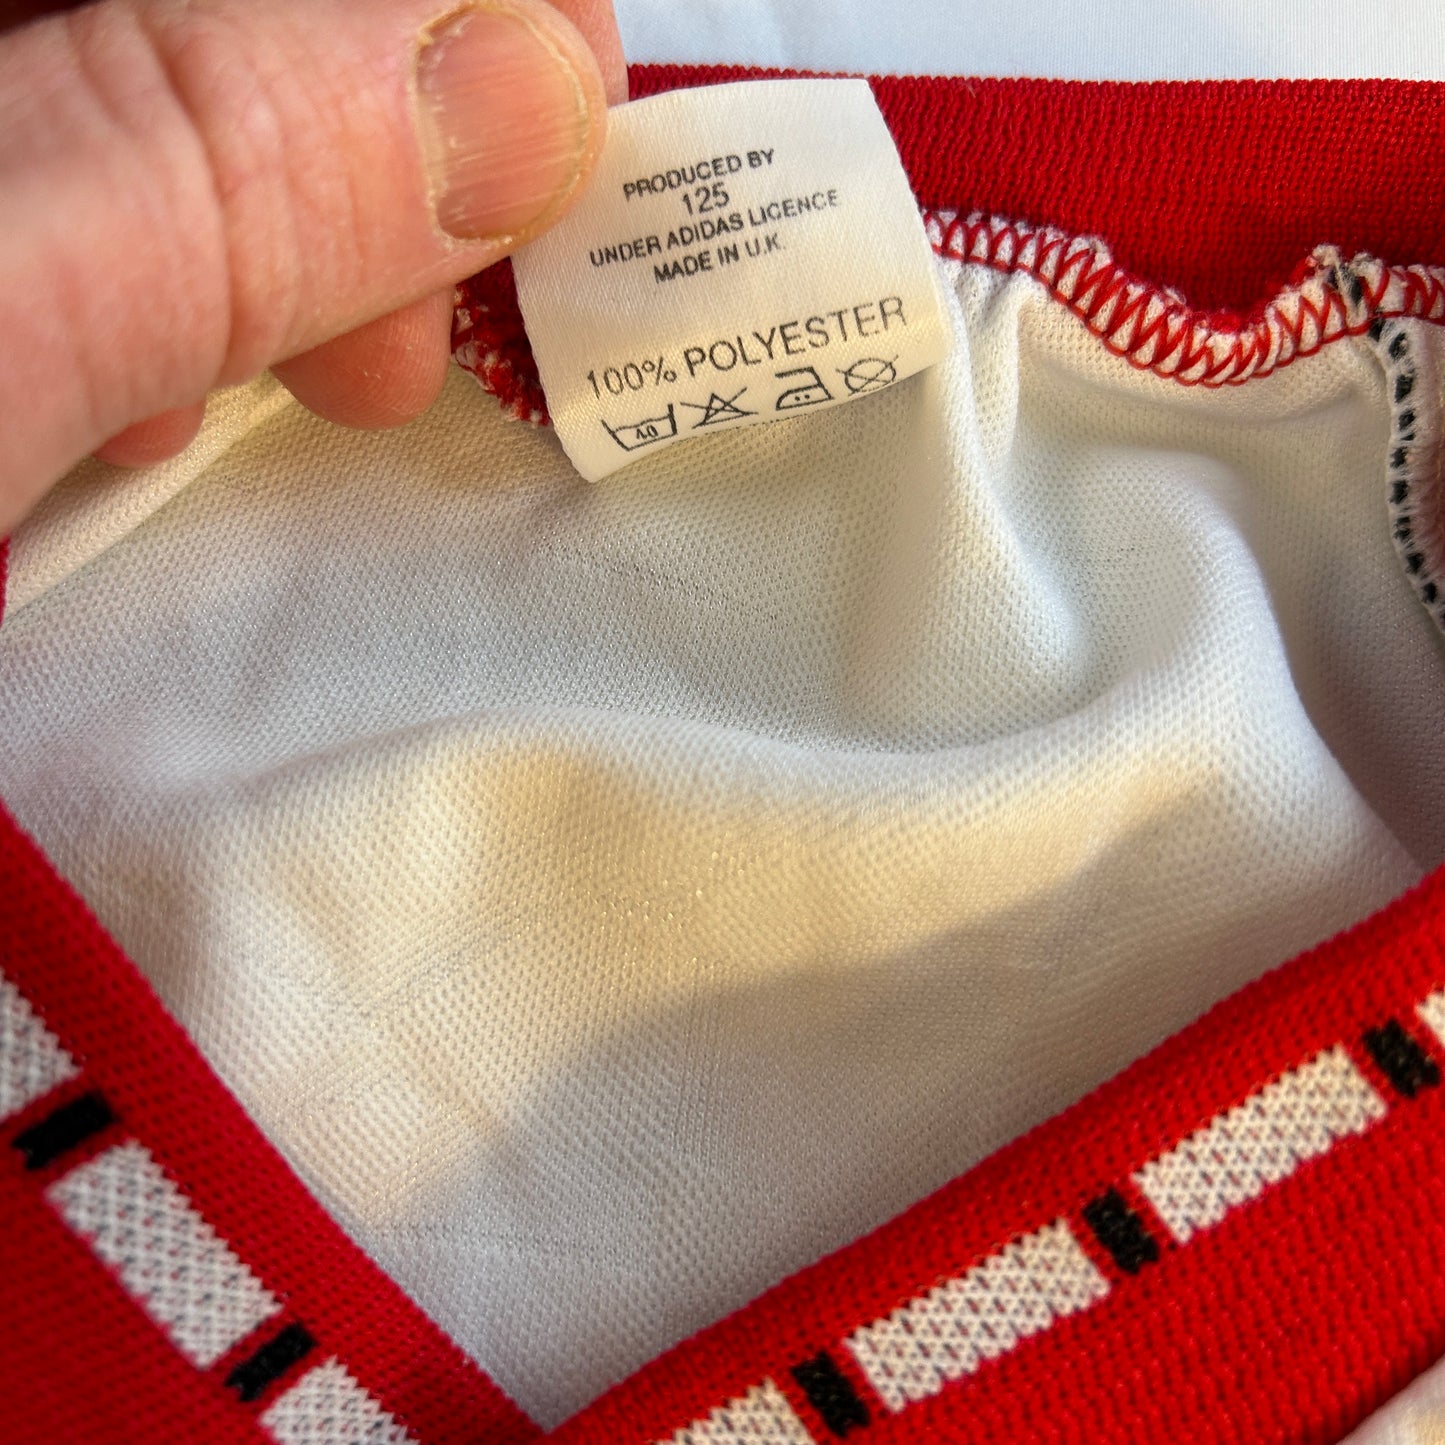 PRODUCED BY
125
UNDER ADIDAS LICENCE
MADE IN U.K.
100% POLYESTER
40